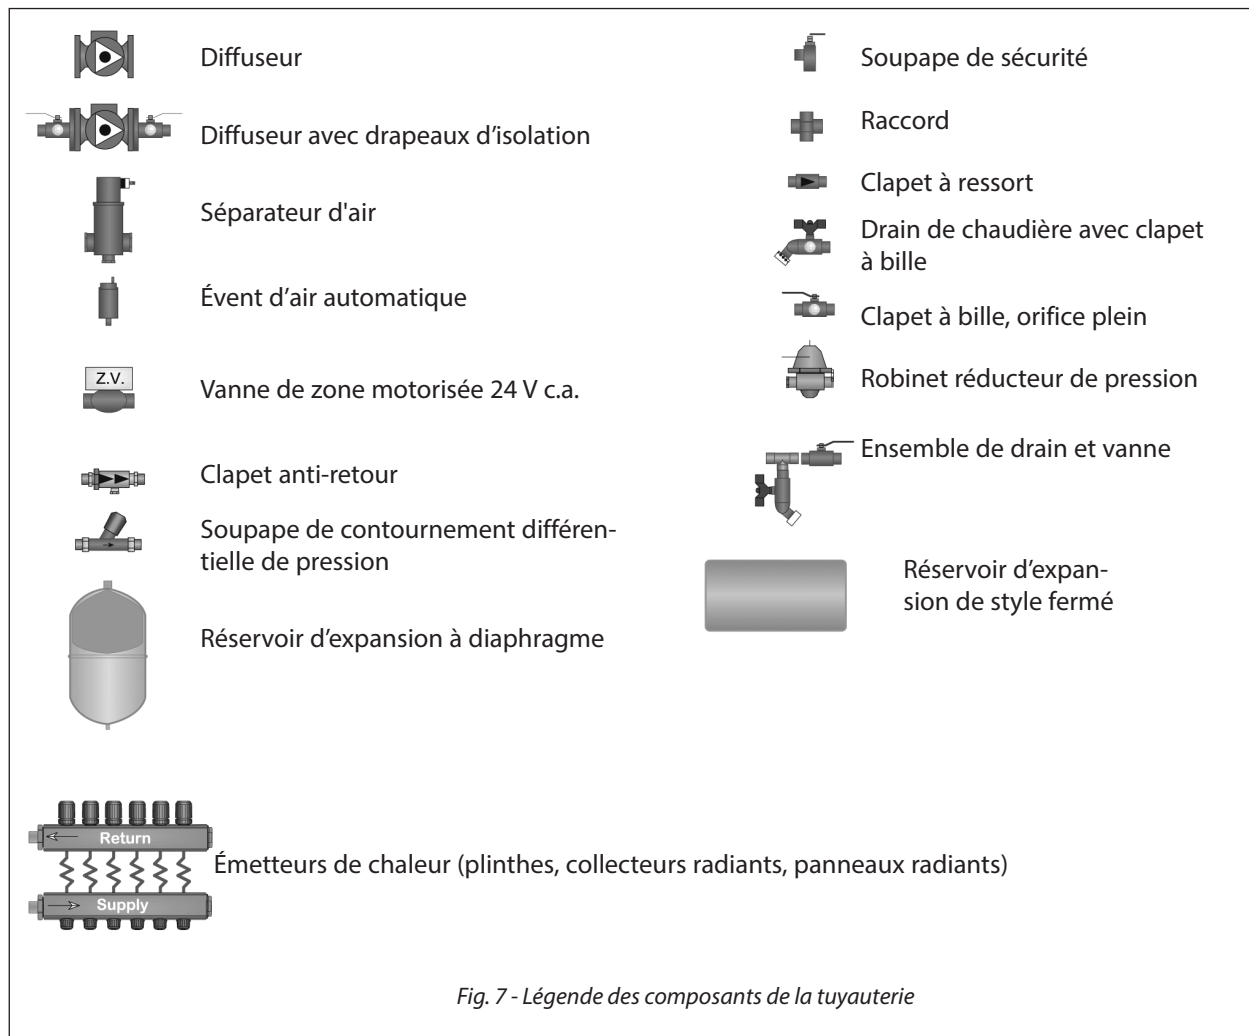 Diffuseur
Diffuseur avec drapeaux d’isolation
Séparateur d'air
Évent d’air automatique
Z.V.
Vanne de zone motorisée 24 V c.a.
Clapet anti-retour
Soupape de contournement différen-
tielle de pression
Réservoir d’expansion à diaphragme
Soupape de sécurité
Raccord
Clapet à ressort
Drain de chaudière avec clapet
à bille
Clapet à bille, orifice plein
Robinet réducteur de pression
Ensemble de drain et vanne
Réservoir d’expan-
sion de style fermé
Return
Émetteurs de chaleur (plinthes, collecteurs radiants, panneaux radiants)
Supply
Fig. 7 - Légende des composants de la tuyauterie